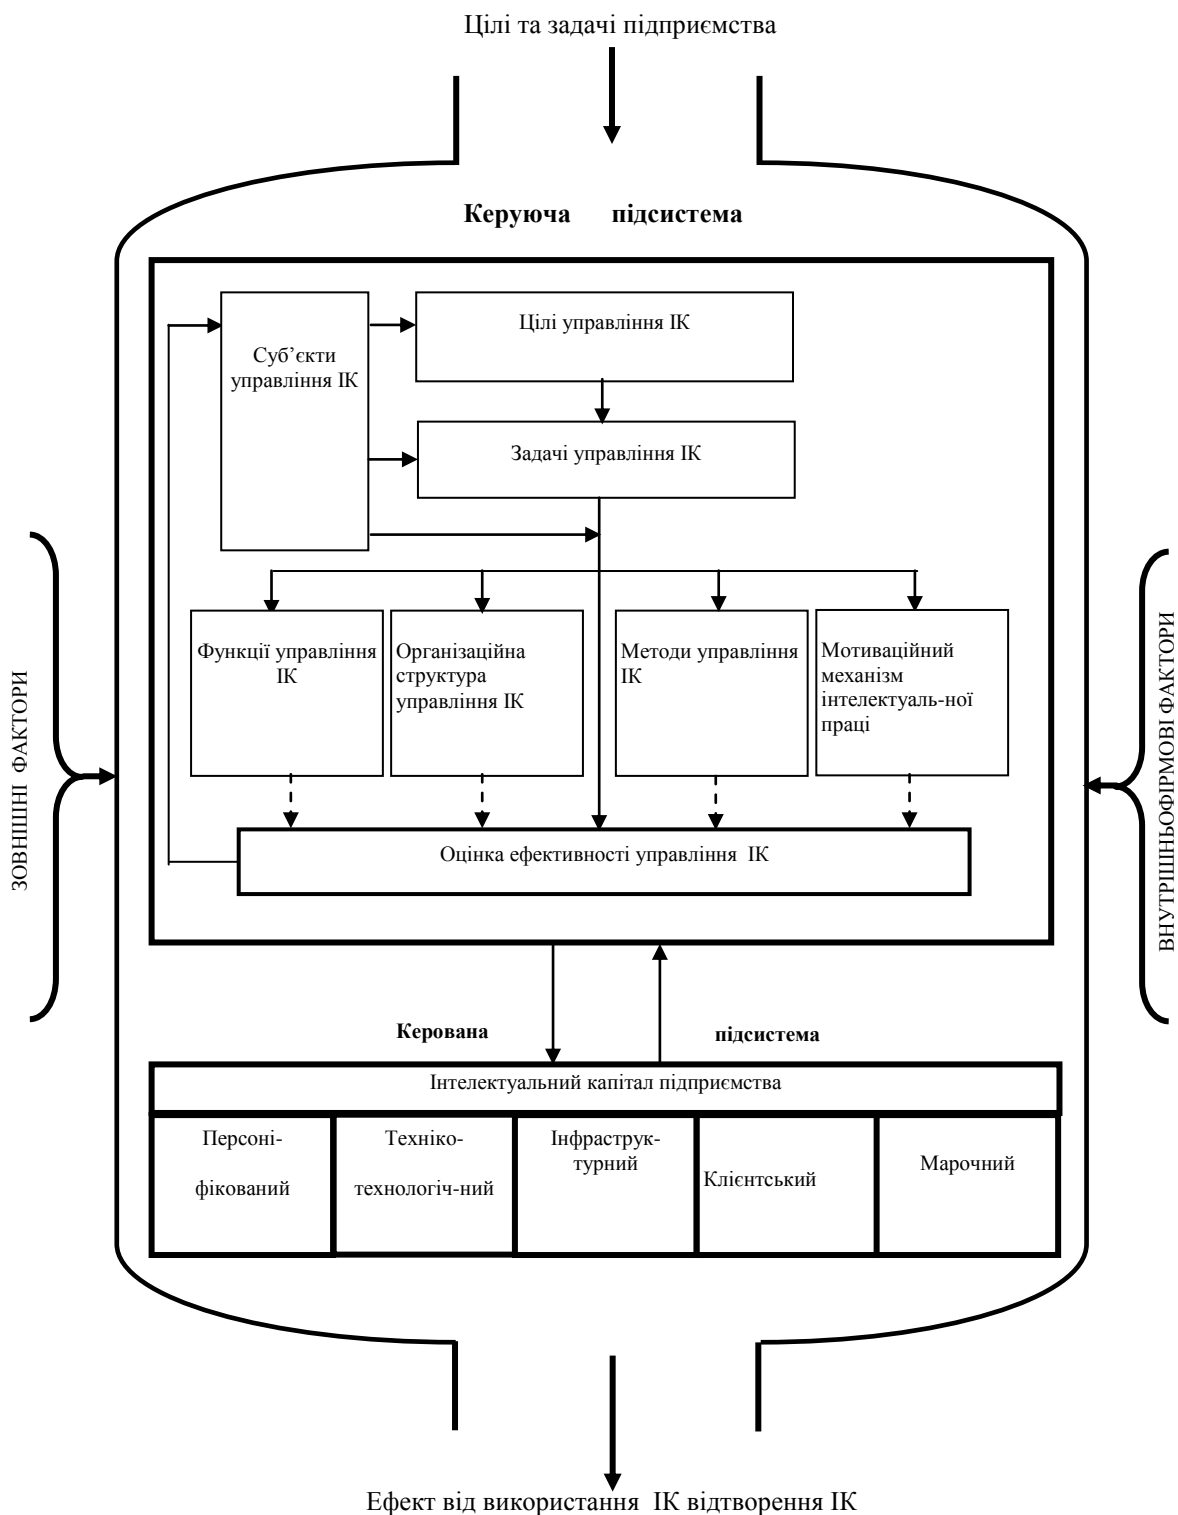 Цілі та задачі підприємства
Керуюча підсистема
Цілі управління ІК
Суб’єкти
управління ІК
Задачі управління ІК
Функції управління
ІК
Організаційна
структура
управління ІК
Методи управління
ІК
Мотиваційний
механізм
інтелектуаль-ної
праці
Оцінка ефективності управління ІК
ЗОВНІШНІ ФАКТОРИ
ВНУТРІШНЬОФІРМОВІ ФАКТОРИ
Керована підсистема
Інтелектуальний капітал підприємства
Персоні-
фікований
Техніко-
технологіч-ний
Інфраструк-
турний
Клієнтський
Марочний
Ефект від використання ІК відтворення ІК